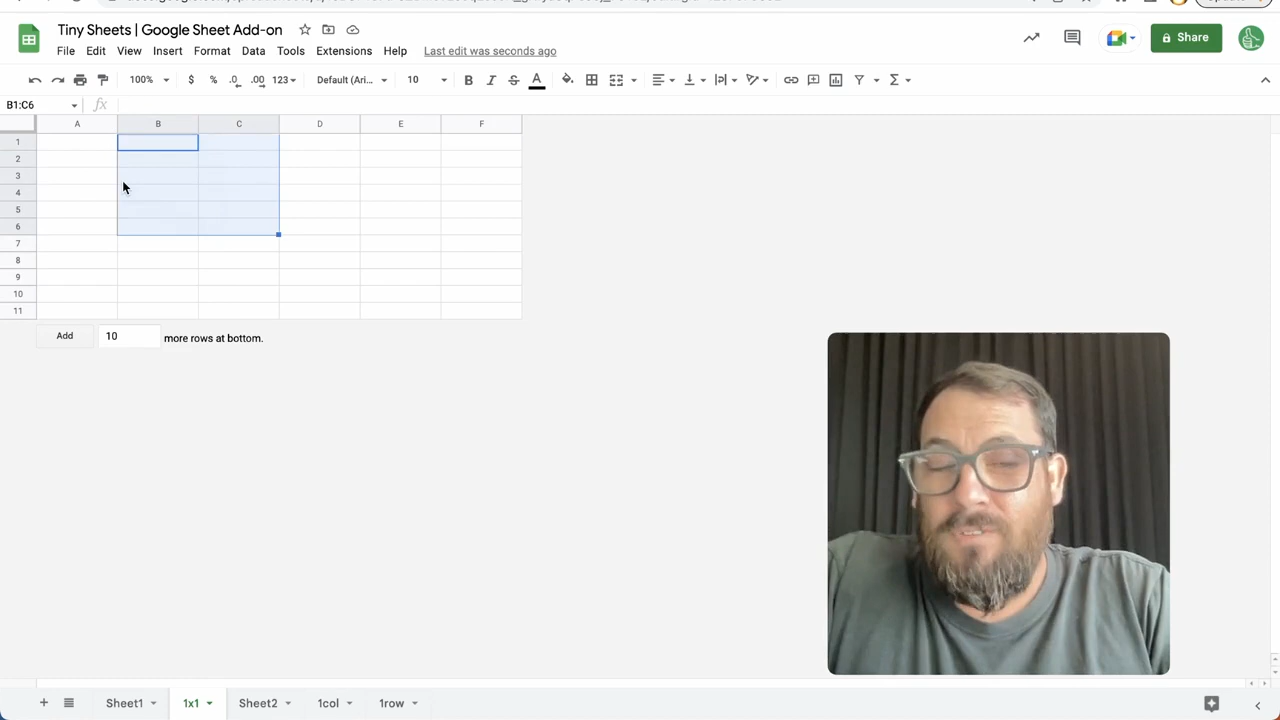 Tiny Sheets | Google Sheet Add-on
File Edit View Insert Format Data Tools Extensions Help Last edit was seconds ago
Share
100% $ % .0 .00 123 Default (Ari... 10 B I S A
B1:C6 fx
A B C D E F
1
2
3
4
5
6
7
8
9
10
11
Add 10 more rows at bottom.
Sheet1 1x1 Sheet2 1col 1row